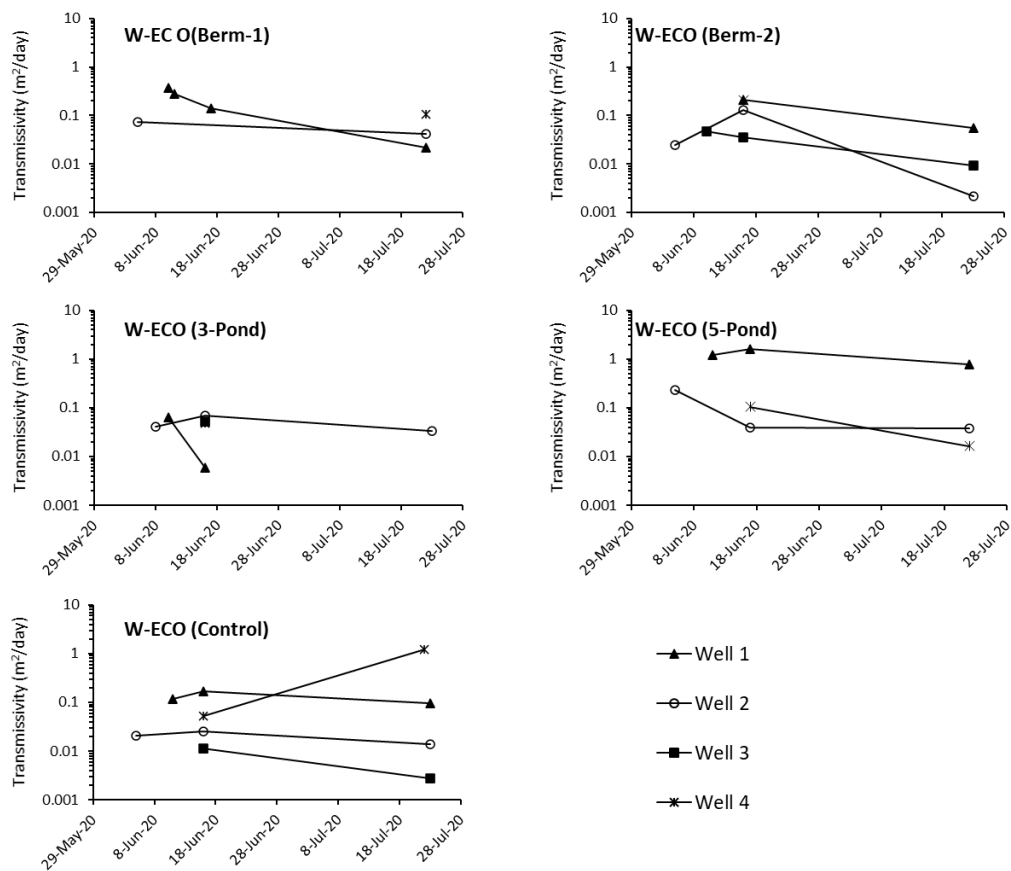 W-EC O(Berm-1)
Transmissivity (m²/day)
10
1
0.1
0.01
0.001
29-May-20
8-Jun-20
18-Jun-20
28-Jun-20
8-Jul-20
18-Jul-20
28-Jul-20
W-ECO (Berm-2)
Transmissivity (m²/day)
10
1
0.1
0.01
0.001
29-May-20
8-Jun-20
18-Jun-20
28-Jun-20
8-Jul-20
18-Jul-20
28-Jul-20
W-ECO (3-Pond)
Transmissivity (m²/day)
10
1
0.1
0.01
0.001
29-May-20
8-Jun-20
18-Jun-20
28-Jun-20
8-Jul-20
18-Jul-20
28-Jul-20
W-ECO (5-Pond)
Transmissivity (m²/day)
10
1
0.1
0.01
0.001
29-May-20
8-Jun-20
18-Jun-20
28-Jun-20
8-Jul-20
18-Jul-20
28-Jul-20
W-ECO (Control)
Transmissivity (m²/day)
10
1
0.1
0.01
0.001
29-May-20
8-Jun-20
18-Jun-20
28-Jun-20
8-Jul-20
18-Jul-20
28-Jul-20
Well 1
Well 2
Well 3
Well 4